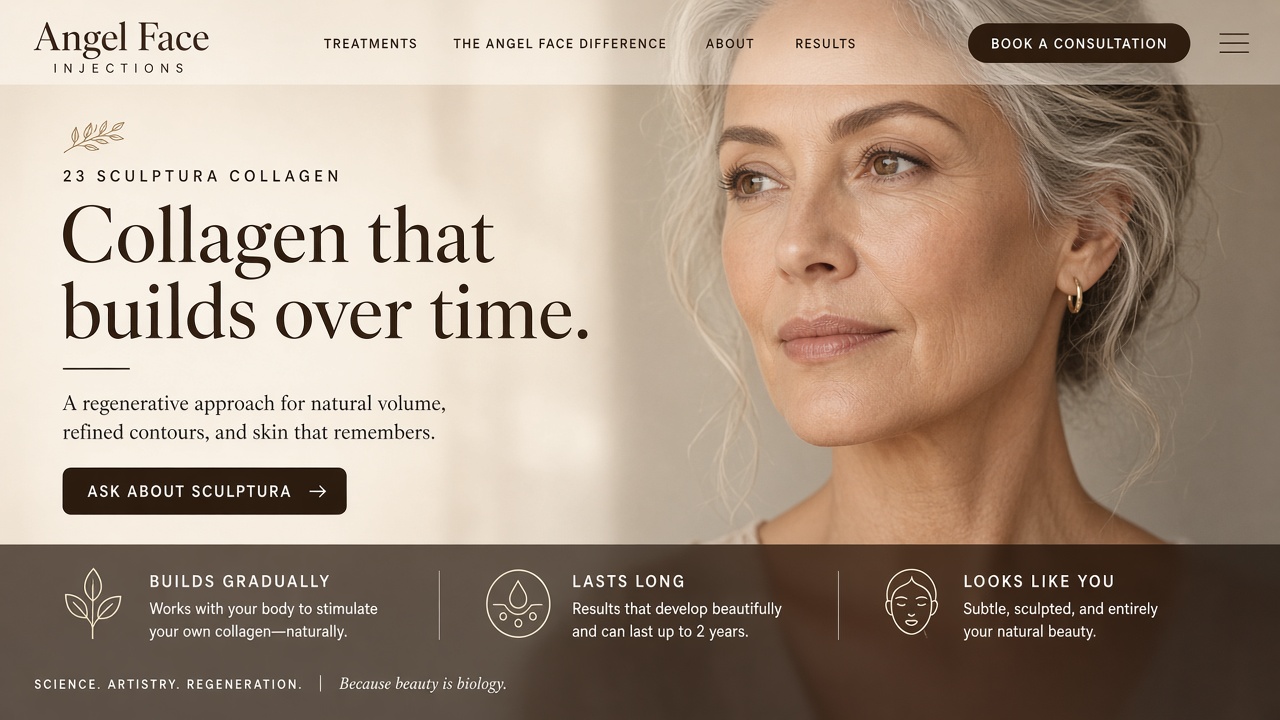 Angel Face
INJECTIONS
TREATMENTS
THE ANGEL FACE DIFFERENCE
ABOUT
RESULTS
BOOK A CONSULTATION
23 SCULPTURA COLLAGEN
Collagen that
builds over time.
A regenerative approach for natural volume,
refined contours, and skin that remembers.
ASK ABOUT SCULPTURA →
BUILDS GRADUALLY
Works with your body to stimulate
your own collagen—naturally.
LASTS LONG
Results that develop beautifully
and can last up to 2 years.
LOOKS LIKE YOU
Subtle, sculpted, and entirely
your natural beauty.
SCIENCE. ARTISTRY. REGENERATION.
Because beauty is biology.